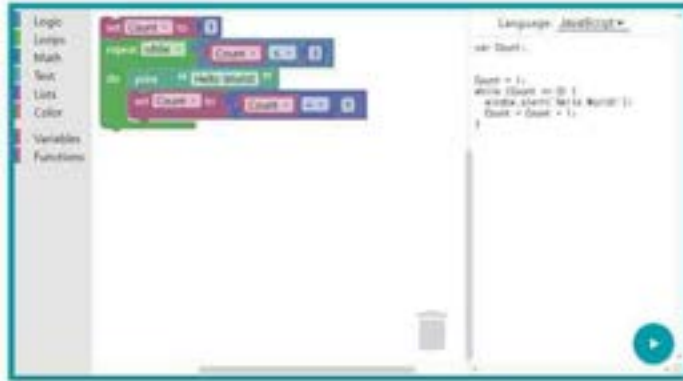 Logic
Loops
Math
Text
Lists
Color
Variables
Functions
set Count to 1
repeat while Count ≤ 3
do print " Hello World! "
set Count to Count + 1
Language: JavaScript
var Count;
Count = 1;
while (Count <= 3) {
window.alert('Hello World!');
Count = Count + 1;
}